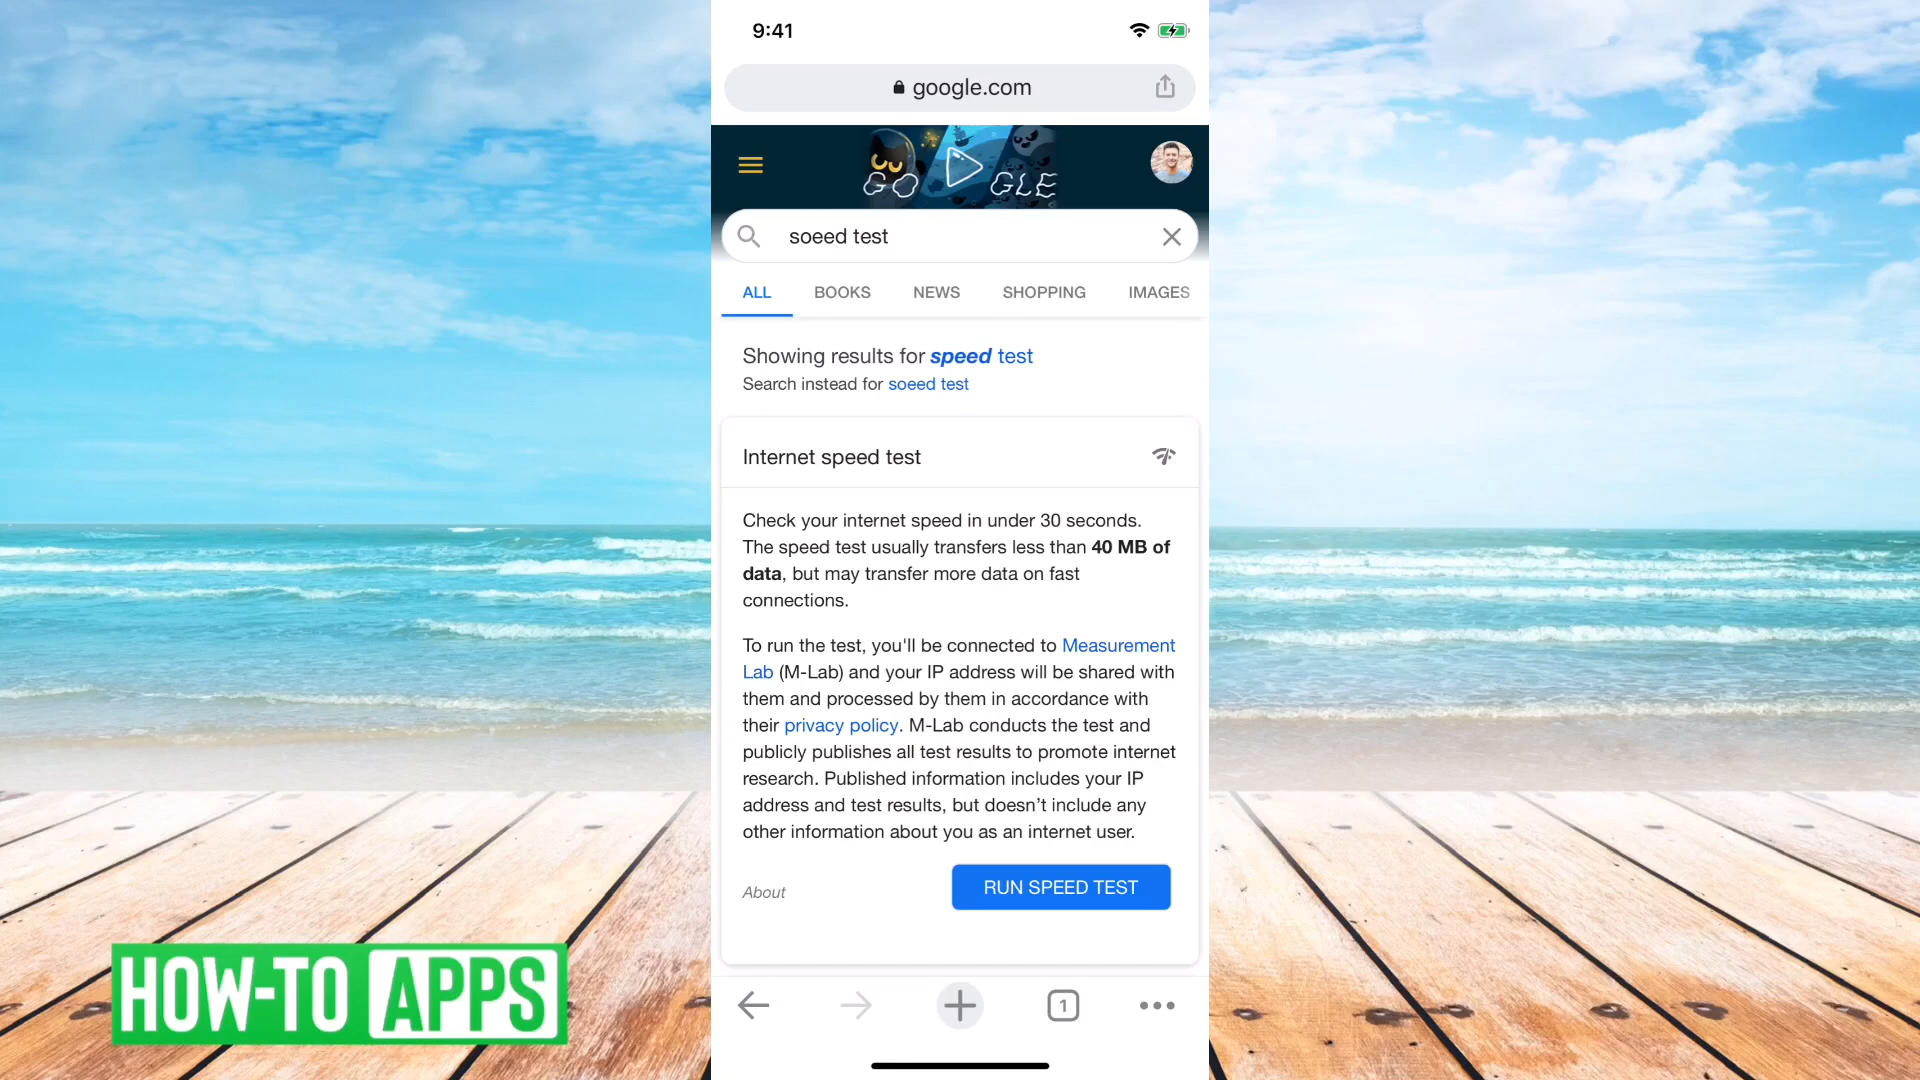 9:41
google.com
GO GLE
soeed test
ALL BOOKS NEWS SHOPPING IMAGES
Showing results for speed test
Search instead for soeed test
Internet speed test
Check your internet speed in under 30 seconds.
The speed test usually transfers less than 40 MB of
data, but may transfer more data on fast
connections.
To run the test, you'll be connected to Measurement
Lab (M-Lab) and your IP address will be shared with
them and processed by them in accordance with
their privacy policy. M-Lab conducts the test and
publicly publishes all test results to promote internet
research. Published information includes your IP
address and test results, but doesn’t include any
other information about you as an internet user.
About
RUN SPEED TEST
1
HOW-TO APPS